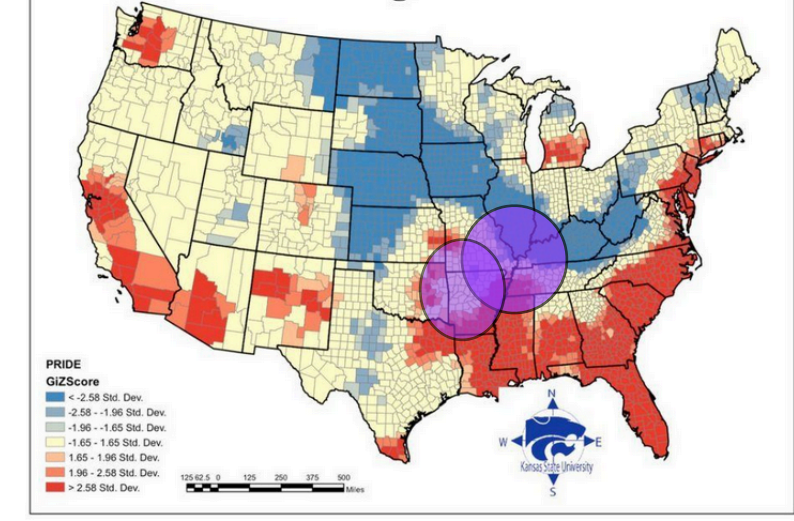 PRIDE
GiZScore
< -2.58 Std. Dev.
-2.58 - -1.96 Std. Dev.
-1.96 - -1.65 Std. Dev.
-1.65 - 1.65 Std. Dev.
1.65 - 1.96 Std. Dev.
1.96 - 2.58 Std. Dev.
> 2.58 Std. Dev.
125 62.5 0 125 250 375 500
Miles
N
W E
Kansas State University
S